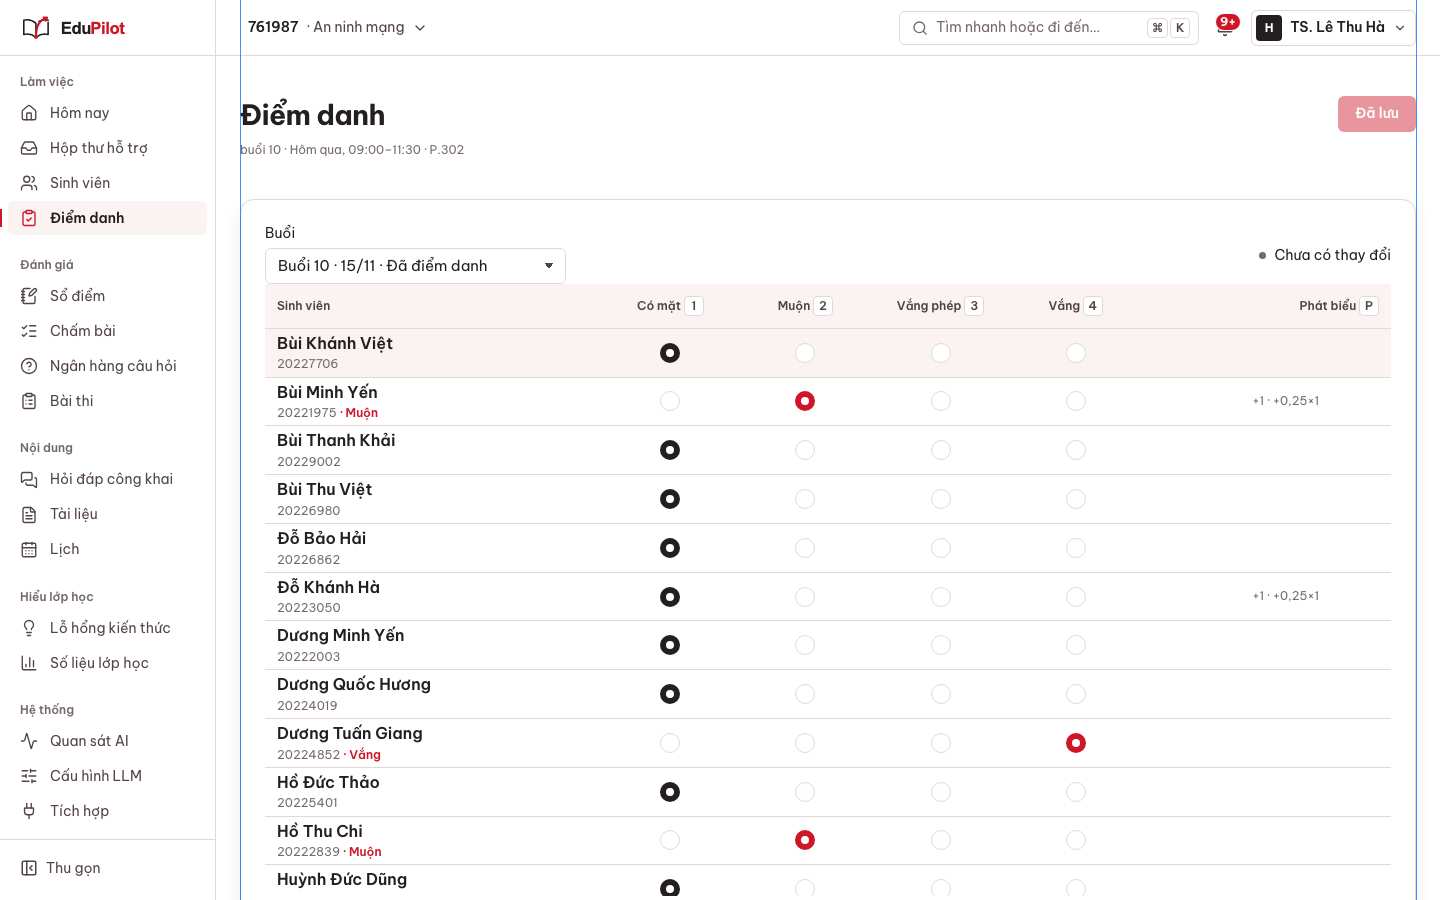 EduPilot
761987 · An ninh mạng
Tìm nhanh hoặc đi đến... ⌘ K
9+
H TS. Lê Thu Hà
Làm việc
Hôm nay
Hộp thư hỗ trợ
Sinh viên
Điểm danh
Đánh giá
Sổ điểm
Chấm bài
Ngân hàng câu hỏi
Bài thi
Nội dung
Hỏi đáp công khai
Tài liệu
Lịch
Hiểu lớp học
Lỗ hổng kiến thức
Số liệu lớp học
Hệ thống
Quan sát AI
Cấu hình LLM
Tích hợp
Thu gọn
Điểm danh
Đã lưu
buổi 10 · Hôm qua, 09:00–11:30 · P.302
Buổi
Buổi 10 · 15/11 · Đã điểm danh
Chưa có thay đổi
Sinh viên Có mặt 1 Muộn 2 Vắng phép 3 Vắng 4 Phát biểu P
Bùi Khánh Việt
20227706
Bùi Minh Yến
20221975 · Muộn
+1 · +0,25×1
Bùi Thanh Khải
20229002
Bùi Thu Việt
20226980
Đỗ Bảo Hải
20226862
Đỗ Khánh Hà
20223050
+1 · +0,25×1
Dương Minh Yến
20222003
Dương Quốc Hương
20224019
Dương Tuấn Giang
20224852 · Vắng
Hồ Đức Thảo
20225401
Hồ Thu Chi
20222839 · Muộn
Huỳnh Đức Dũng